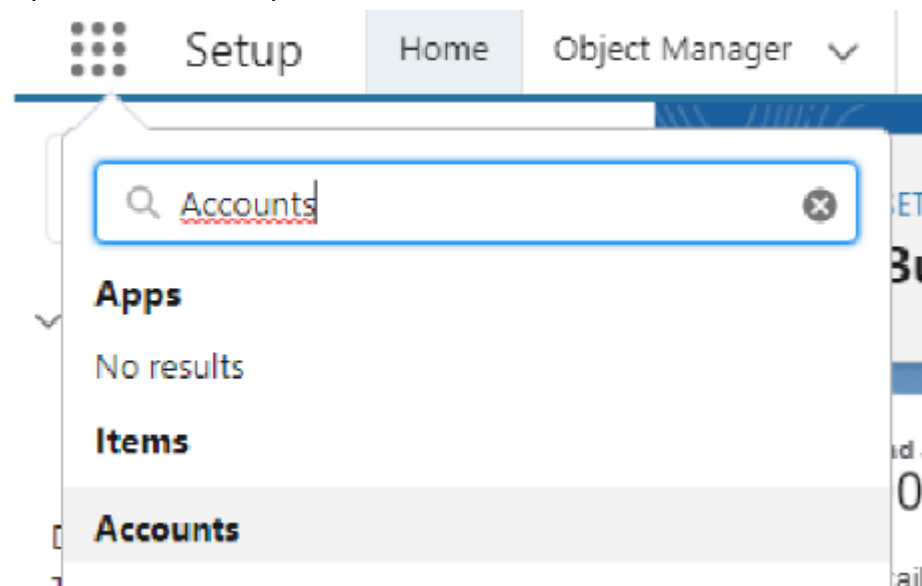 Setup Home Object Manager
Accounts
Apps
No results
Items
Accounts